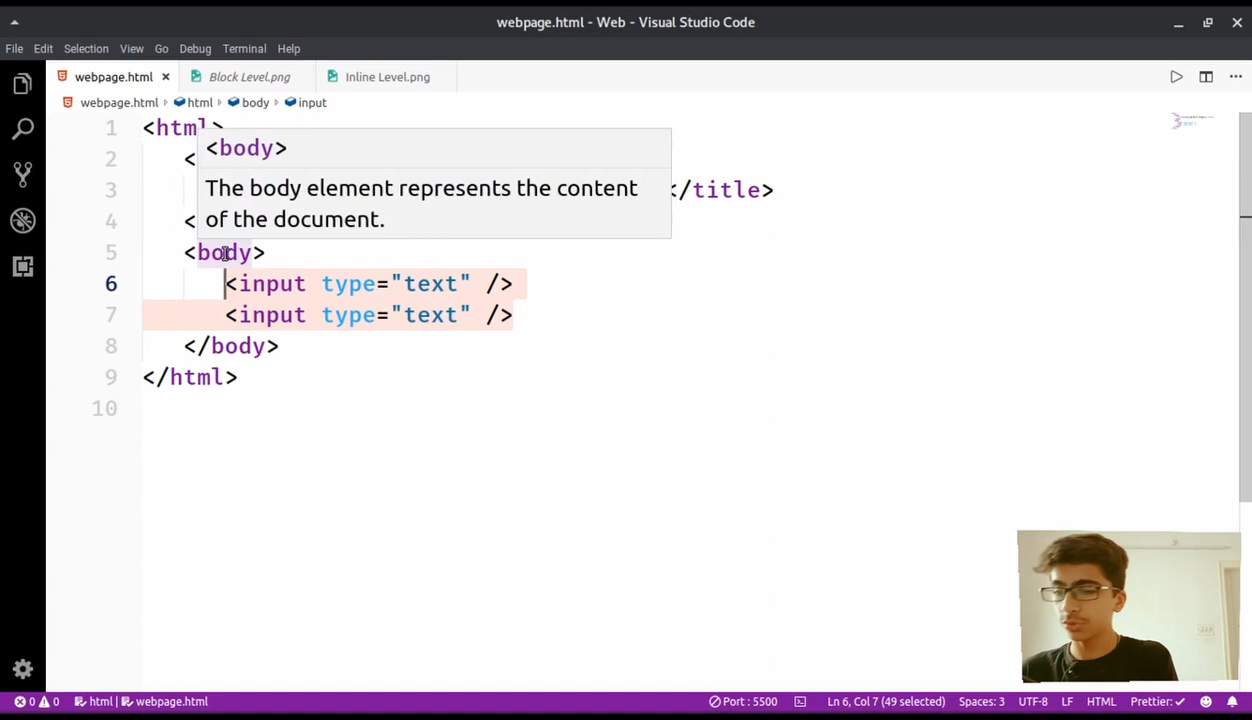 webpage.html - Web - Visual Studio Code
File Edit Selection View Go Debug Terminal Help
webpage.html × Block Level.png Inline Level.png
webpage.html html body input
1 <html>
2 <
3 </title>
4 <
5 <body>
6 <input type="text" />
7 <input type="text" />
8 </body>
9 </html>
10
<body>
The body element represents the content
of the document.
0 0 html | webpage.html Port : 5500 Ln 6, Col 7 (49 selected) Spaces: 3 UTF-8 LF HTML Prettier: ✓